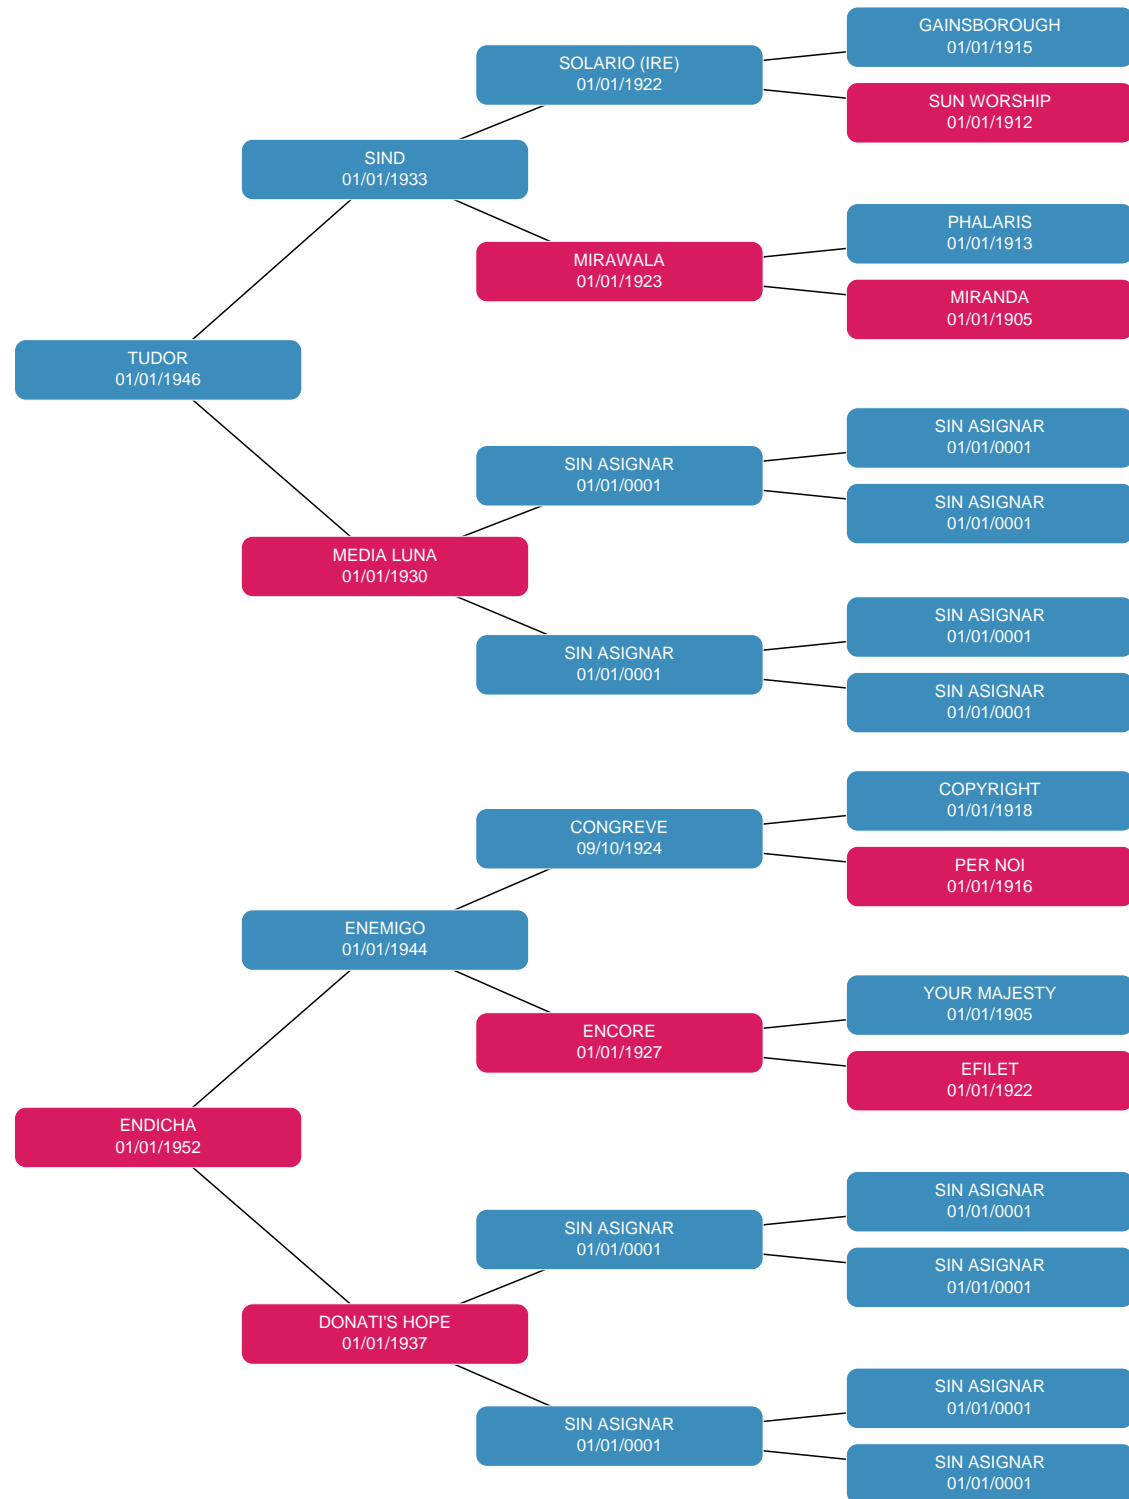 GAINSBOROUGH
01/01/1915
SOLARIO (IRE)
01/01/1922
SUN WORSHIP
01/01/1912
SIND
01/01/1933
PHALARIS
01/01/1913
MIRAWALA
01/01/1923
MIRANDA
01/01/1905
TUDOR
01/01/1946
SIN ASIGNAR
01/01/0001
SIN ASIGNAR
01/01/0001
SIN ASIGNAR
01/01/0001
MEDIA LUNA
01/01/1930
SIN ASIGNAR
01/01/0001
SIN ASIGNAR
01/01/0001
SIN ASIGNAR
01/01/0001
COPYRIGHT
01/01/1918
CONGREVE
09/10/1924
PER NOI
01/01/1916
ENEMIGO
01/01/1944
YOUR MAJESTY
01/01/1905
ENCORE
01/01/1927
EFILET
01/01/1922
ENDICHA
01/01/1952
SIN ASIGNAR
01/01/0001
SIN ASIGNAR
01/01/0001
SIN ASIGNAR
01/01/0001
DONATI'S HOPE
01/01/1937
SIN ASIGNAR
01/01/0001
SIN ASIGNAR
01/01/0001
SIN ASIGNAR
01/01/0001